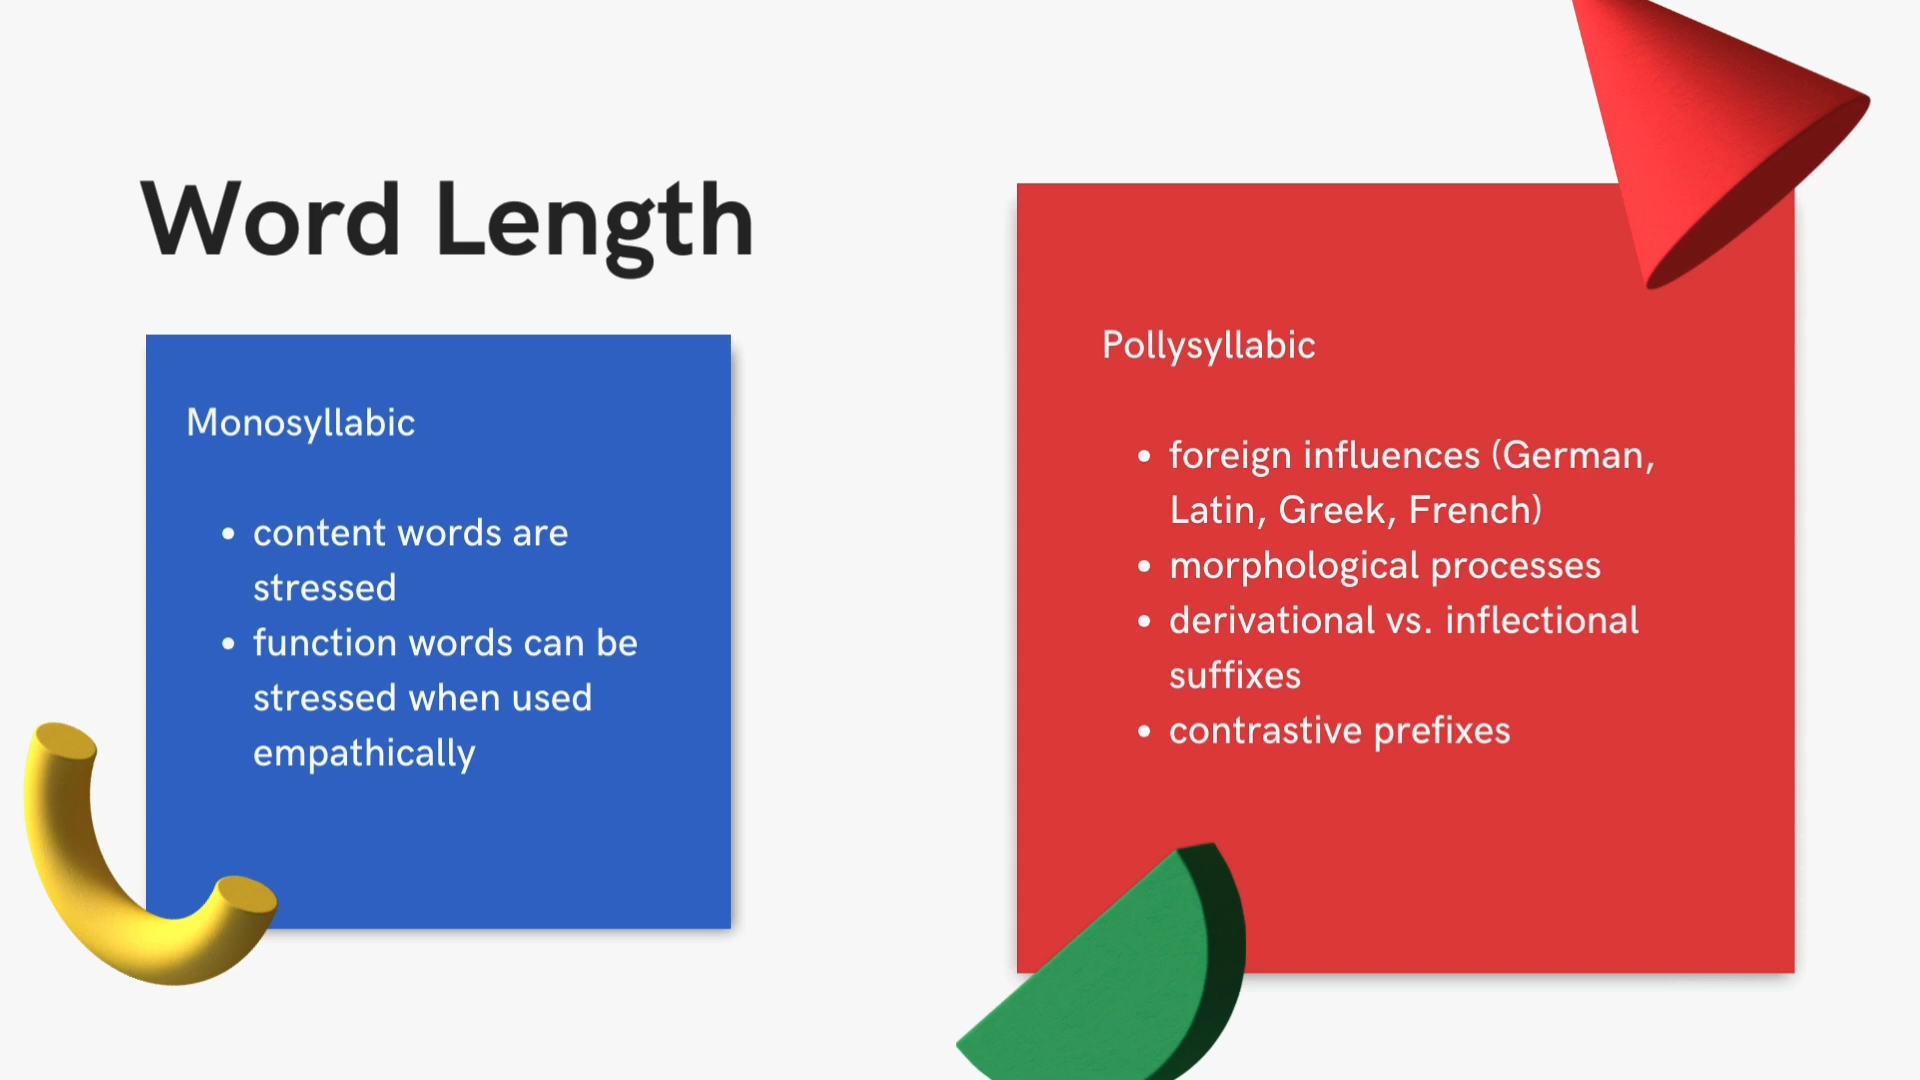 Word Length
Monosyllabic
• content words are
stressed
• function words can be
stressed when used
empathically
Pollysyllabic
• foreign influences (German,
Latin, Greek, French)
• morphological processes
• derivational vs. inflectional
suffixes
• contrastive prefixes